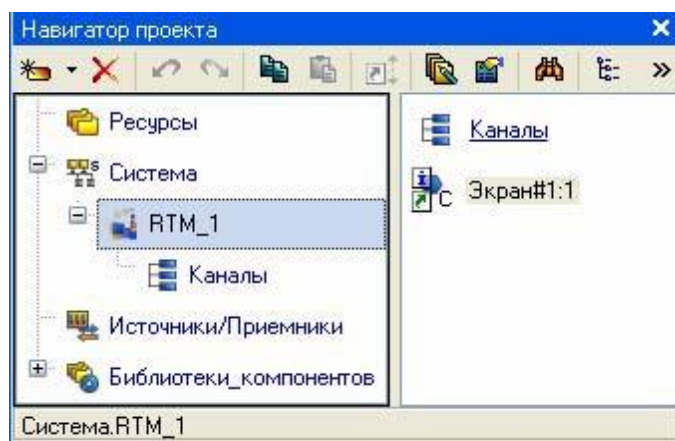 Навигатор проекта
Ресурсы
Система
RTM_1
Каналы
Источники/Приемники
Библиотеки_компонентов
Каналы
Экран#1:1
Система.RTM_1